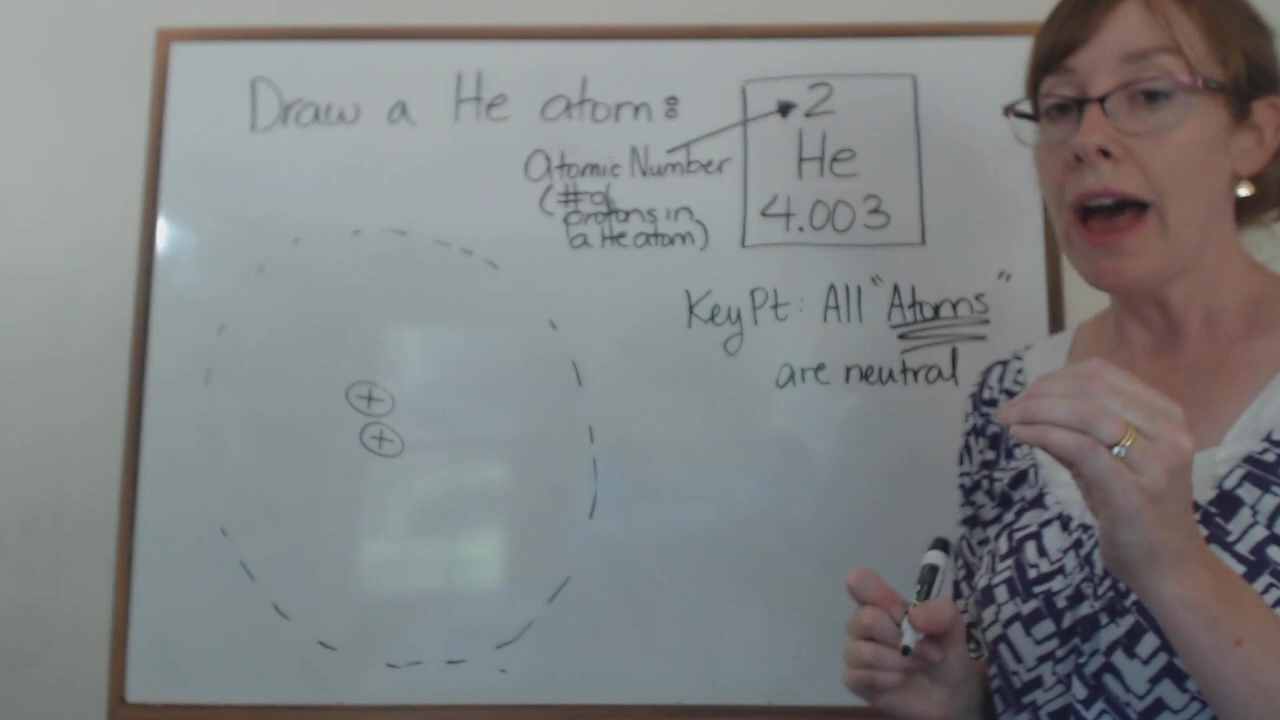 Draw a He atom:
Atomic Number
(# of
protons in
a He atom)
2
He
4.003
Key Pt: All "Atoms"
are neutral
+
+